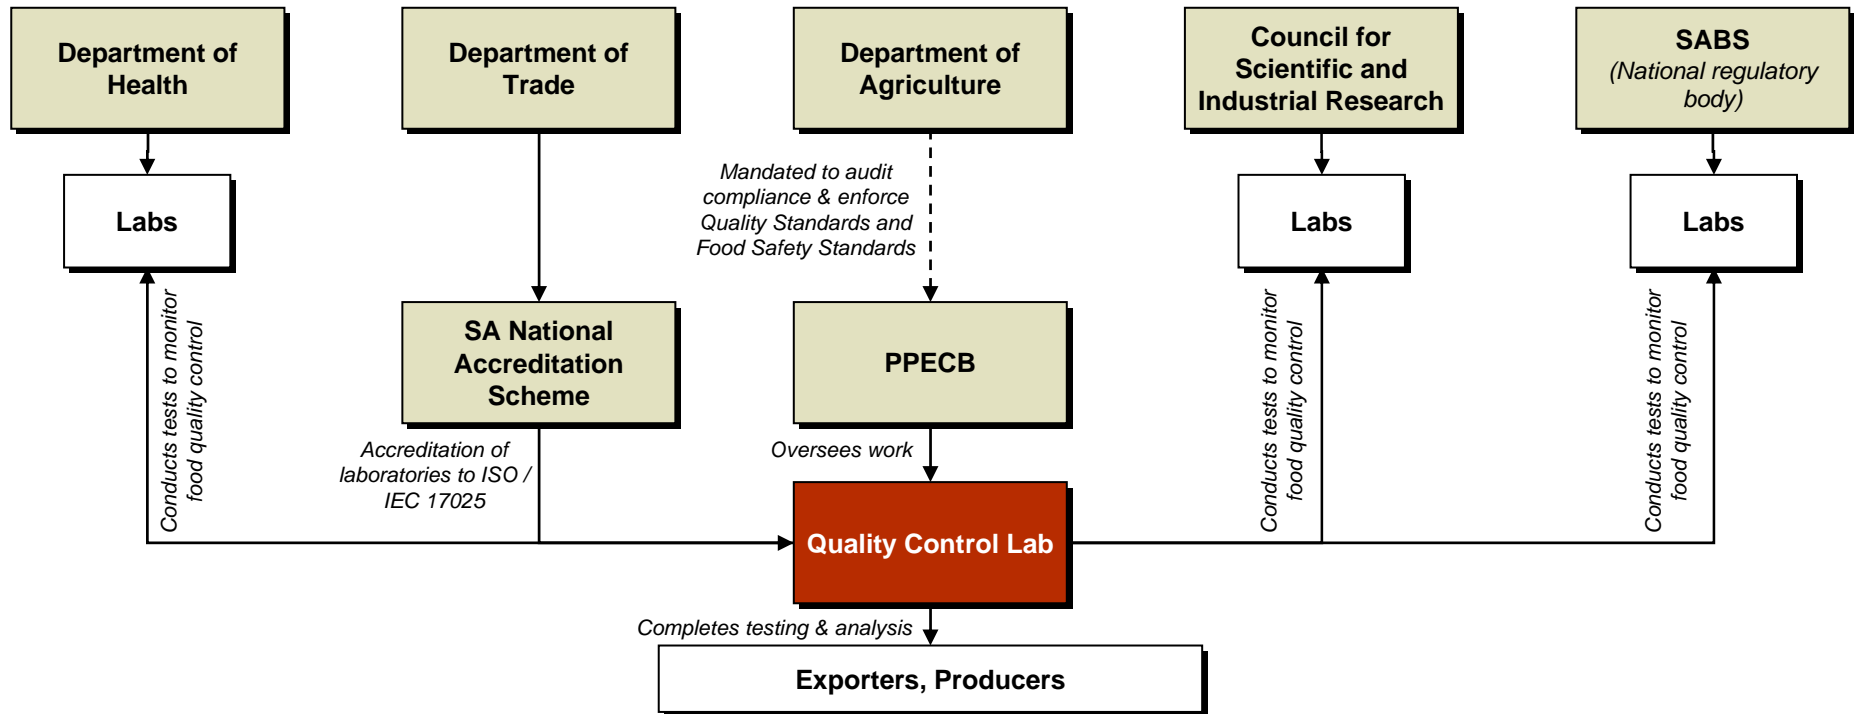 Department of
Health
Department of
Trade
Department of
Agriculture
Council for
Scientific and
Industrial Research
SABS
(National regulatory
body)
Mandated to audit
compliance & enforce
Quality Standards and
Food Safety Standards
Labs
Labs
Labs
Conducts tests to monitor
food quality control
SA National
Accreditation
Scheme
PPECB
Conducts tests to monitor
food quality control
Conducts tests to monitor
food quality control
Accreditation of
laboratories to ISO /
IEC 17025
Oversees work
Quality Control Lab
Completes testing & analysis
Exporters, Producers